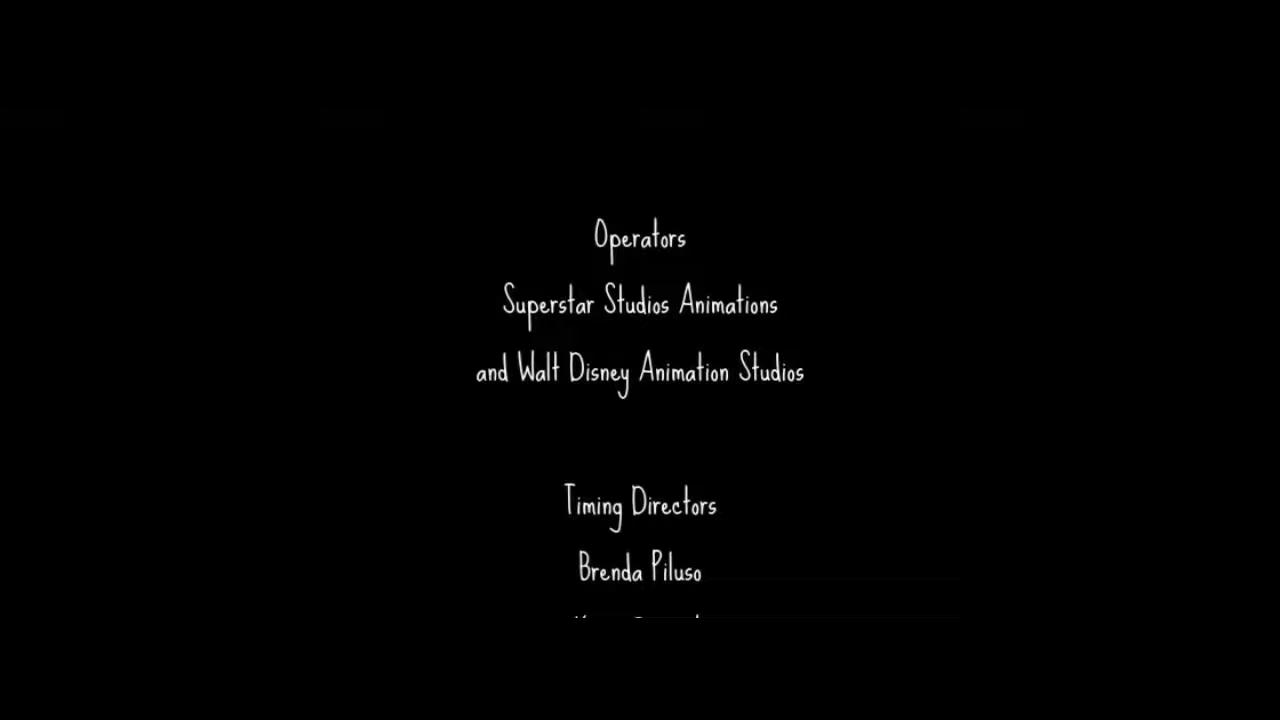 Operators
Superstar Studios Animations
and Walt Disney Animation Studios
Timing Directors
Brenda Piluso